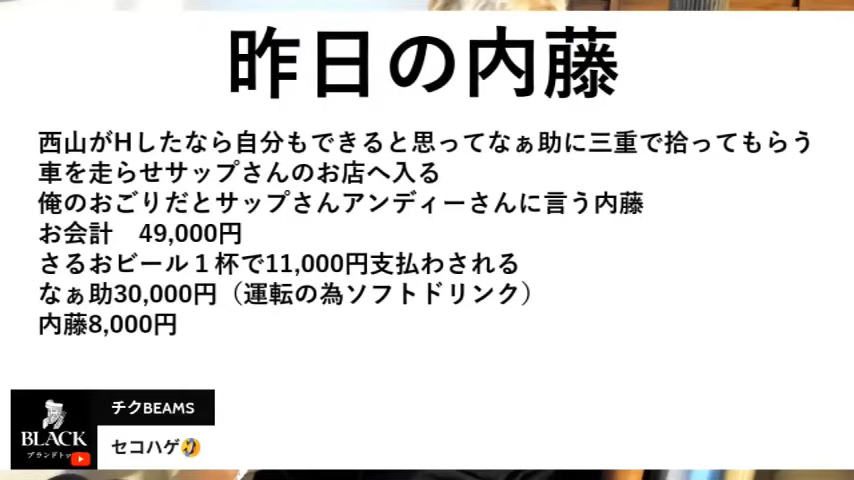 昨日の内藤
西山がHしたなら自分もできると思ってなぁ助に三重で拾ってもらう
車を走らせサップさんのお店へ入る
俺のおごりだとサップさんアンディーさんに言う内藤
お会計　49,000円
さるおビール１杯で11,000円支払わされる
なぁ助30,000円（運転の為ソフトドリンク）
内藤8,000円
チクBEAMS
BLACK
ブランドト
セコハゲ🤣